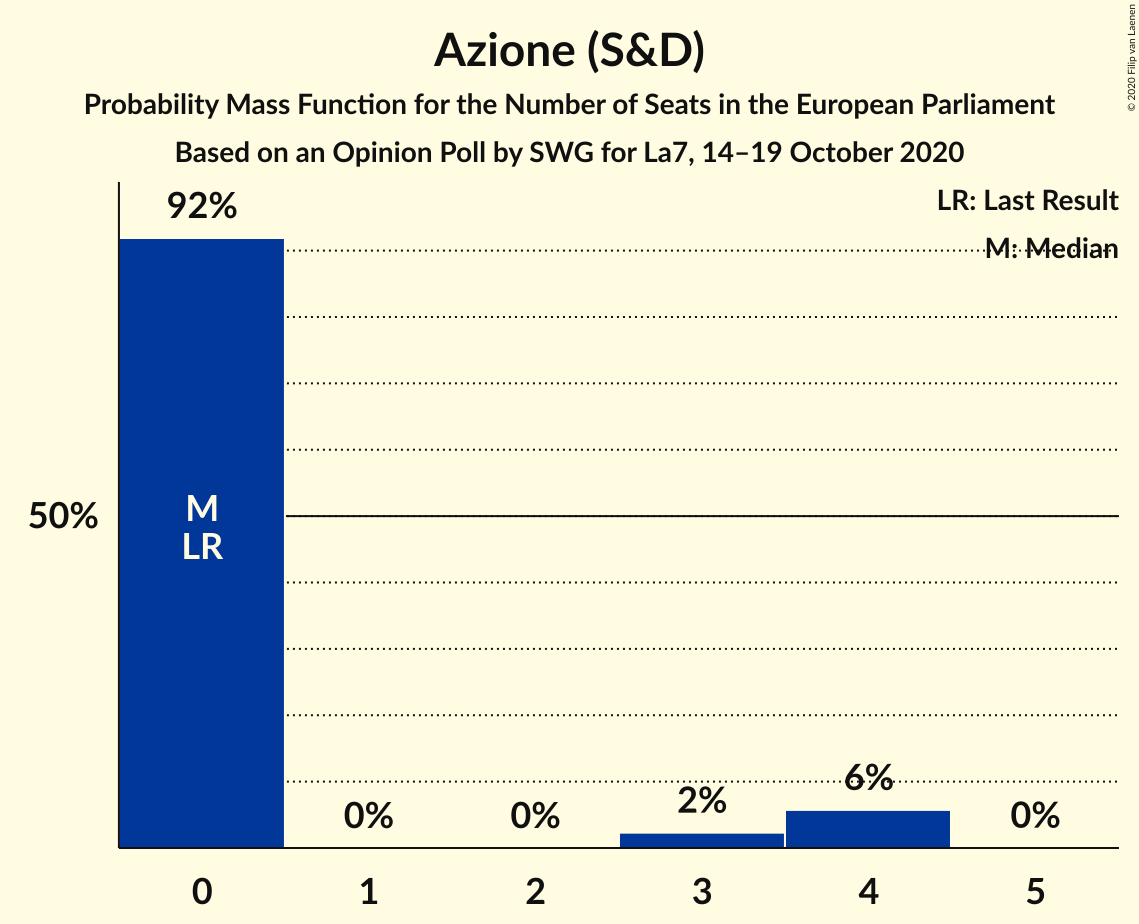 Azione (S&D)
Probability Mass Function for the Number of Seats in the European Parliament
Based on an Opinion Poll by SWG for La7, 14–19 October 2020
© 2020 Filip van Laenen
LR: Last Result
M: Median
92%
50%
M
LR
0%
0%
2%
6%
0%
0
1
2
3
4
5